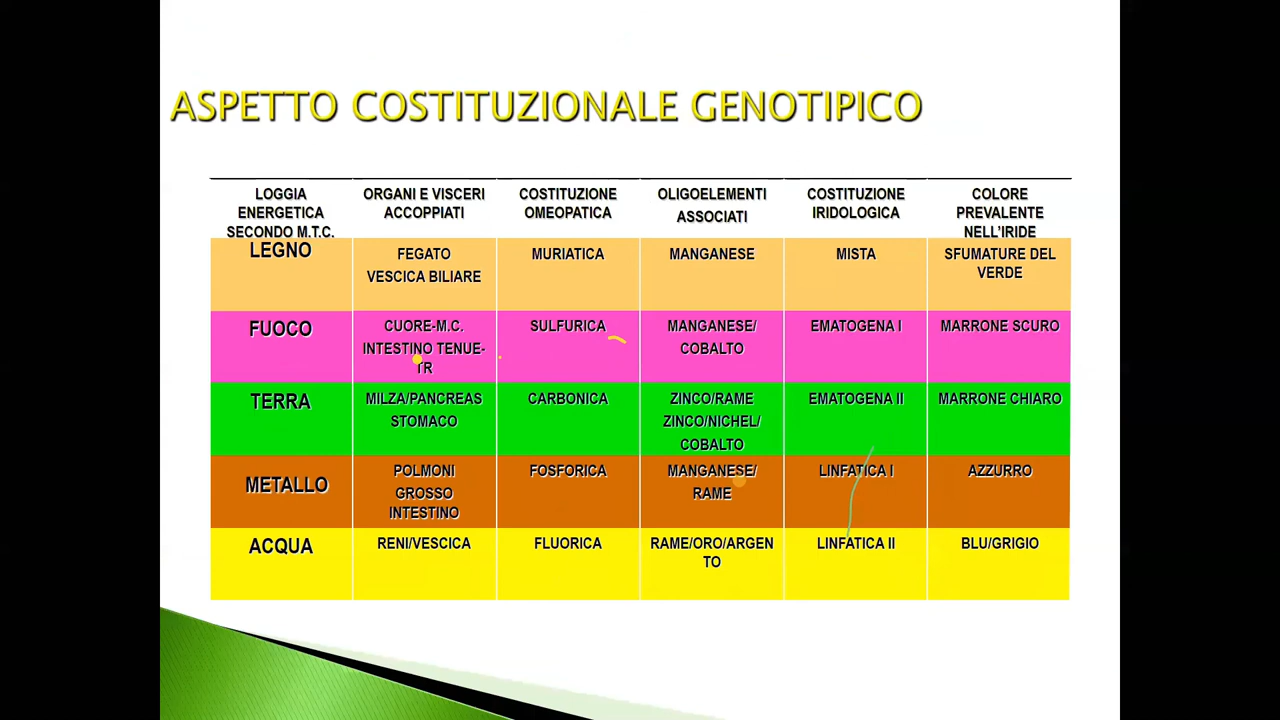 ASPETTO COSTITUZIONALE GENOTIPICO
LOGGIA
ENERGETICA
SECONDO M.T.C.
ORGANI E VISCERI
ACCOPPIATI
COSTITUZIONE
OMEOPATICA
OLIGOELEMENTI
ASSOCIATI
COSTITUZIONE
IRIDOLOGICA
COLORE
PREVALENTE
NELL'IRIDE
LEGNO
FEGATO
VESCICA BILIARE
MURIATICA
MANGANESE
MISTA
SFUMATURE DEL
VERDE
FUOCO
CUORE-M.C.
INTESTINO TENUE-
TR
SULFURICA
MANGANESE/
COBALTO
EMATOGENA I
MARRONE SCURO
TERRA
MILZA/PANCREAS
STOMACO
CARBONICA
ZINCO/RAME
ZINCO/NICHEL/
COBALTO
EMATOGENA II
MARRONE CHIARO
METALLO
POLMONI
GROSSO
INTESTINO
FOSFORICA
MANGANESE/
RAME
LINFATICA I
AZZURRO
ACQUA
RENI/VESCICA
FLUORICA
RAME/ORO/ARGEN
TO
LINFATICA II
BLU/GRIGIO